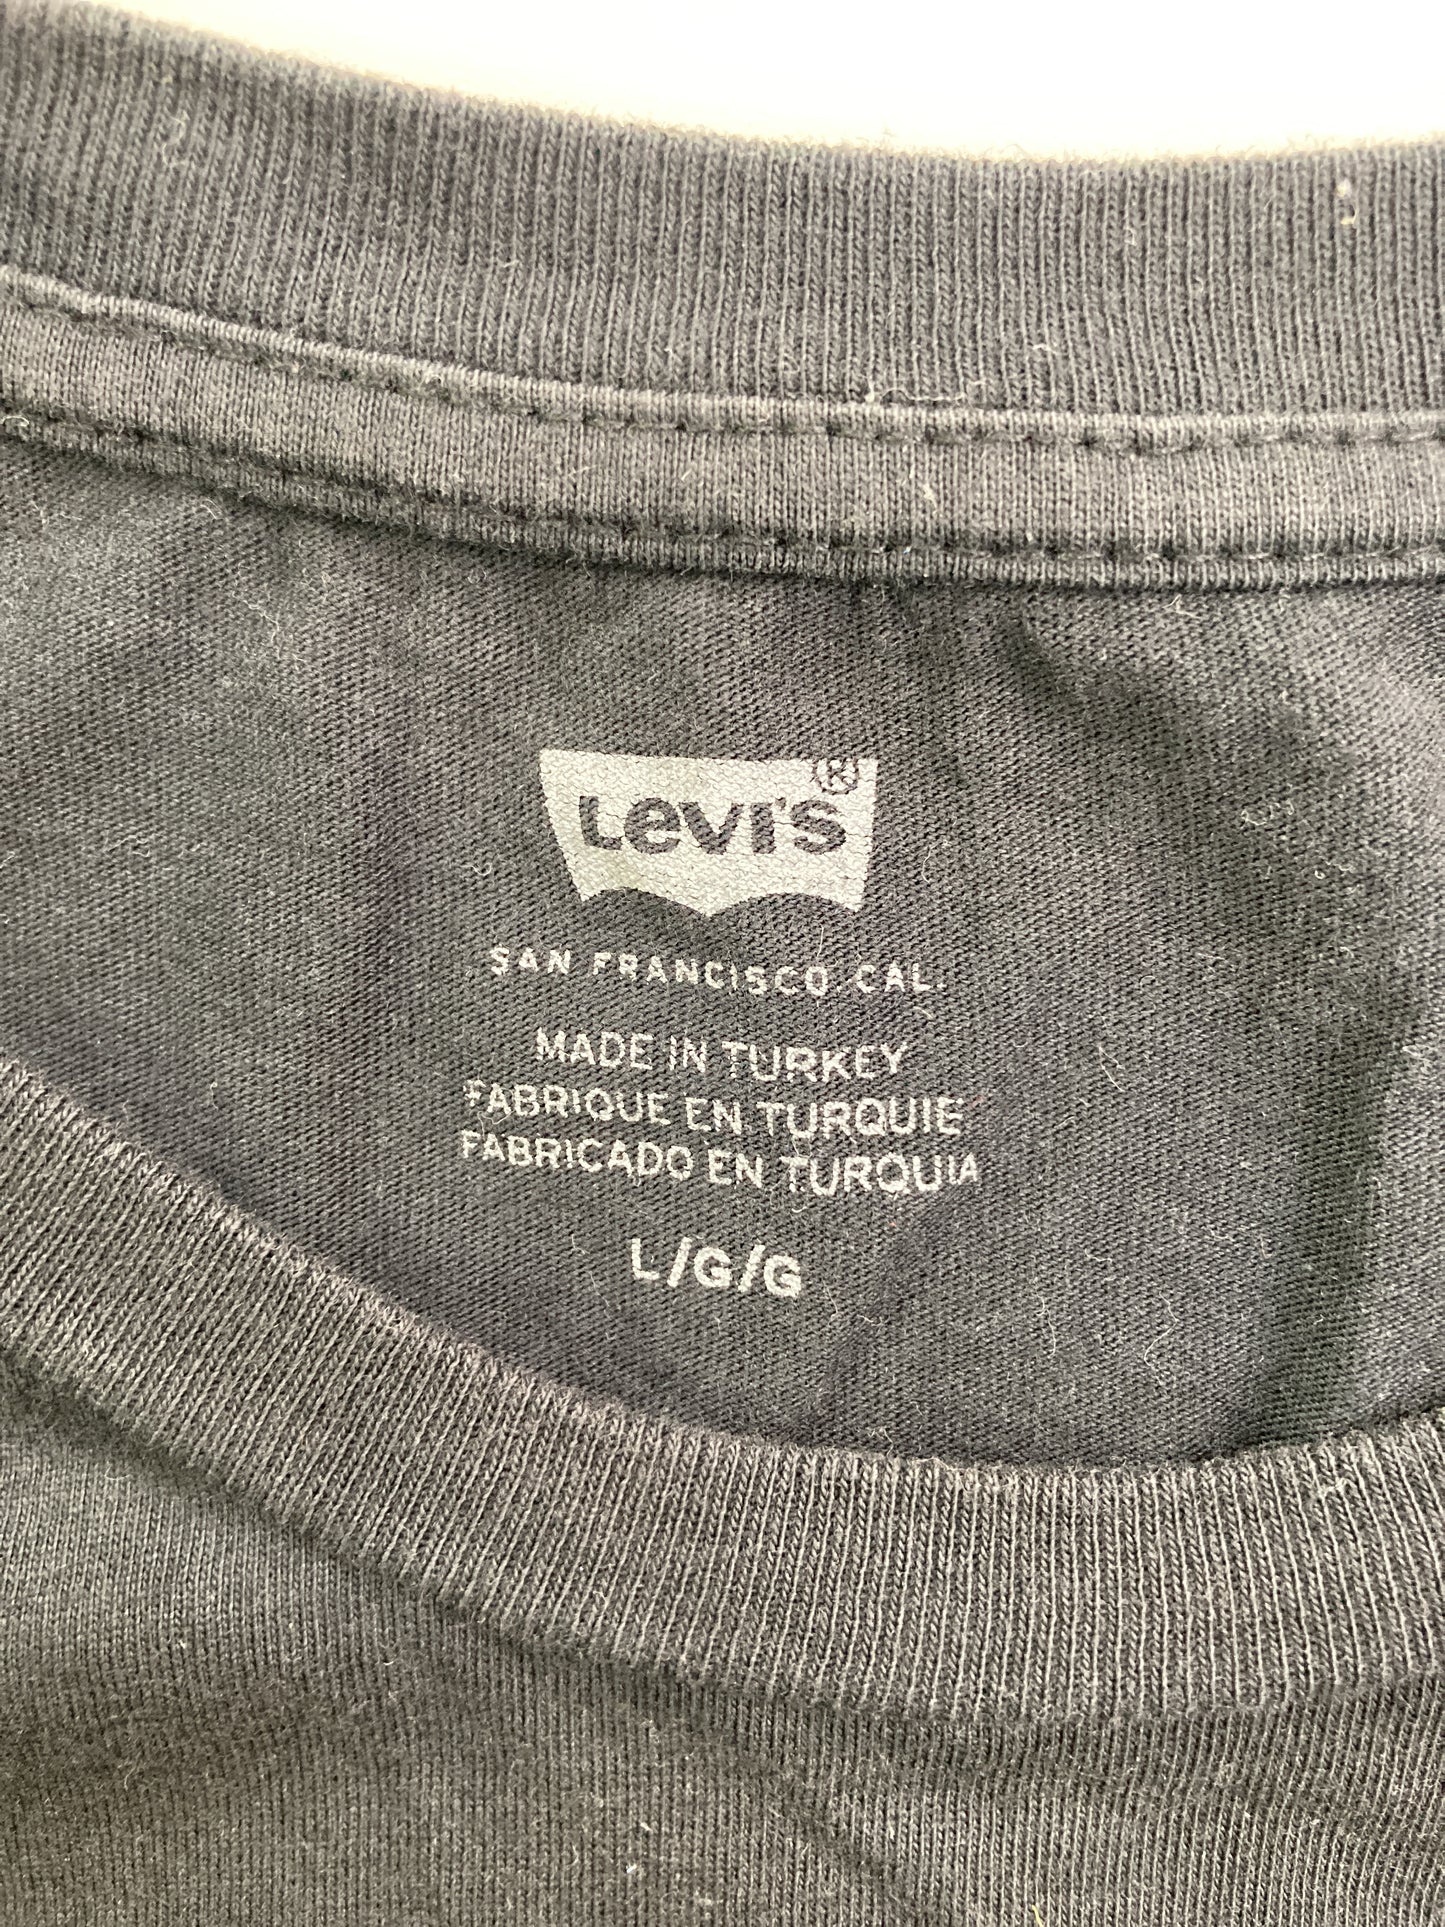 Levi's®
SAN FRANCISCO CAL.
MADE IN TURKEY
FABRIQUE EN TURQUIE
FABRICADO EN TURQUIA
L/G/G